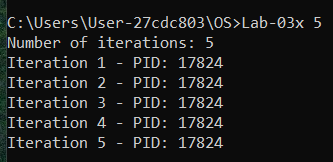 C:\Users\User-27cdc803\OS>Lab-03x 5
Number of iterations: 5
Iteration 1 - PID: 17824
Iteration 2 - PID: 17824
Iteration 3 - PID: 17824
Iteration 4 - PID: 17824
Iteration 5 - PID: 17824